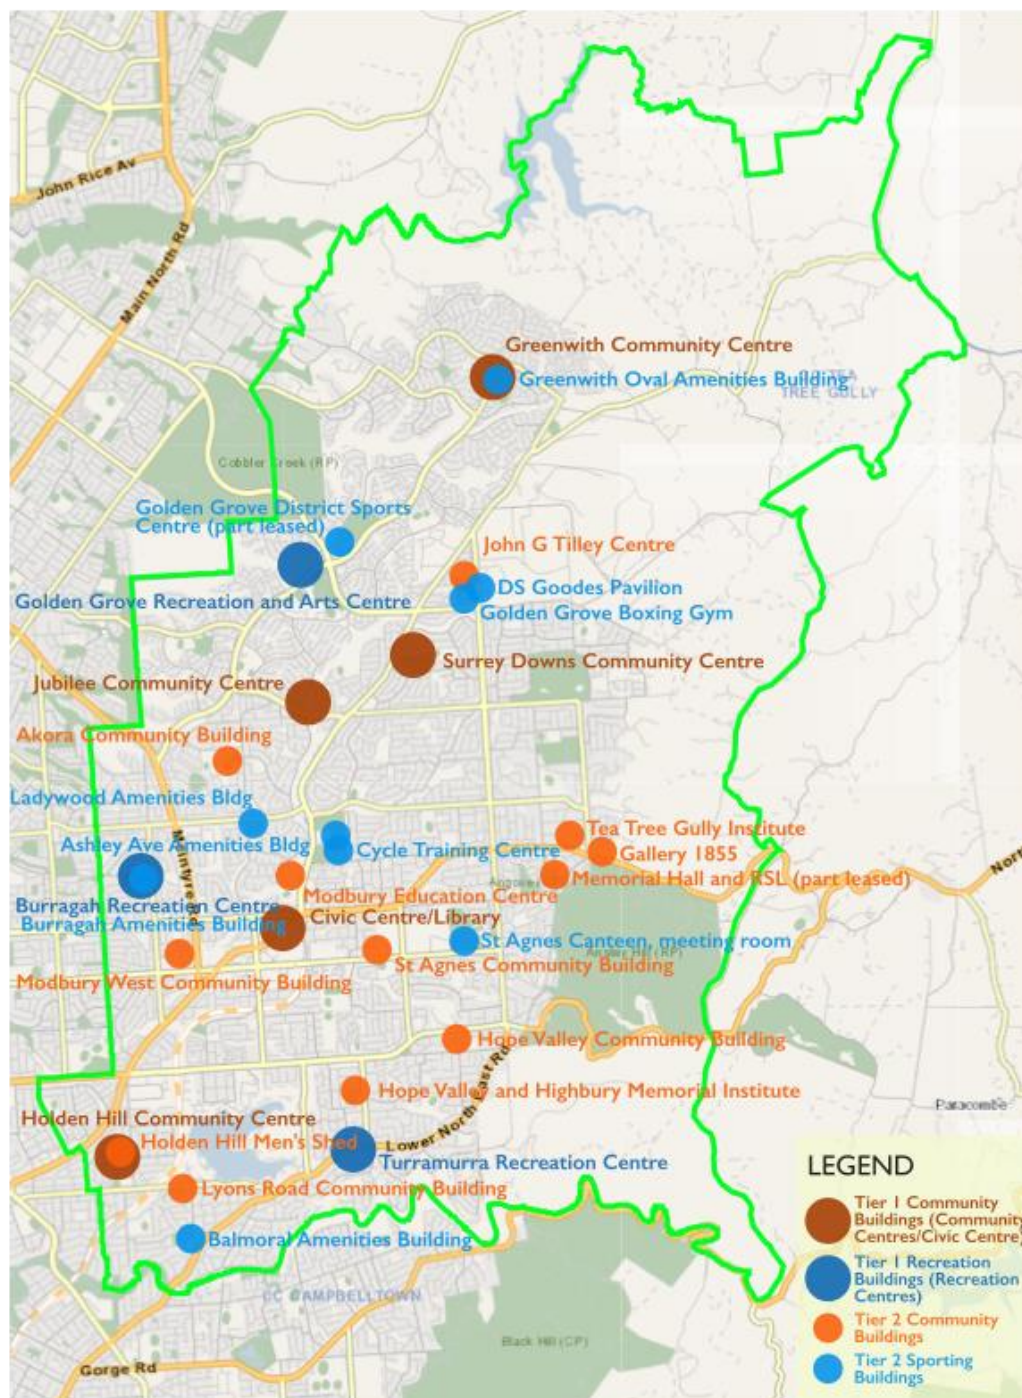 John Rice Av
Main North Rd
Greenwith Community Centre
Greenwith Oval Amenities Building
TEA
TREE GULLY
Cobbler Creek (RP)
Golden Grove District Sports
Centre (part leased)
John G Tilley Centre
DS Goodes Pavilion
Golden Grove Recreation and Arts Centre
Golden Grove Boxing Gym
Surrey Downs Community Centre
Jubilee Community Centre
Akora Community Building
Ladywood Amenities Bldg
McIntyre Rd
Tea Tree Gully Institute
Ashley Ave Amenities Bldg
Cycle Training Centre
Gallery 1855
Memorial Hall and RSL (part leased)
Modbury Education Centre
Burragah Recreation Centre
Civic Centre/Library
Burragah Amenities Building
St Agnes Canteen, meeting room
(RP)
St Agnes Community Building
Modbury West Community Building
Hope Valley Community Building
Hope Valley and Highbury Memorial Institute
Lower North East Rd
North
Paracombe
Holden Hill Community Centre
Holden Hill Men's Shed
Turramurra Recreation Centre
Lyons Road Community Building
Balmoral Amenities Building
CC CAMPBELLTOWN
Black Hill (CP)
Gorge Rd
LEGEND
Tier 1 Community
Buildings (Community
Centres/Civic Centre)
Tier 1 Recreation
Buildings (Recreation
Centres)
Tier 2 Community
Buildings
Tier 2 Sporting
Buildings